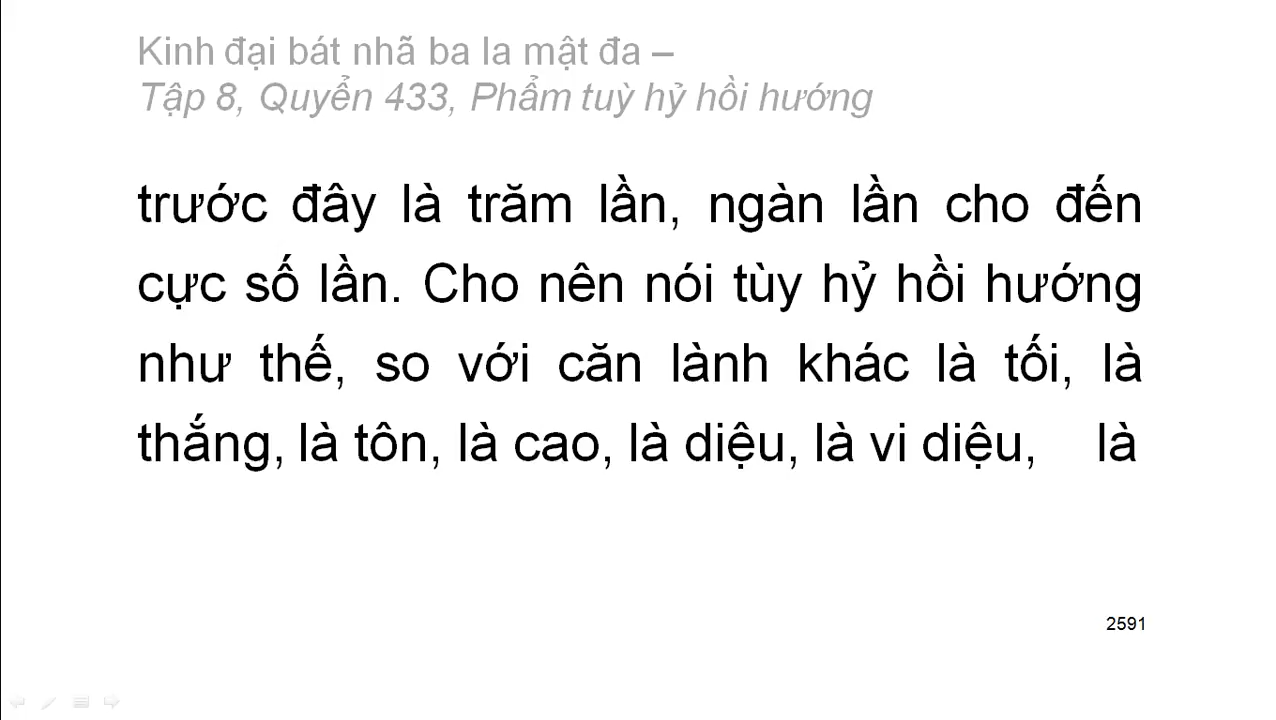 Kinh đại bát nhã ba la mật đa –
Tập 8, Quyển 433, Phẩm tuỳ hỷ hồi hướng
trước đây là trăm lần, ngàn lần cho đến
cực số lần. Cho nên nói tùy hỷ hồi hướng
như thế, so với căn lành khác là tối, là
thắng, là tôn, là cao, là diệu, là vi diệu, là
2591